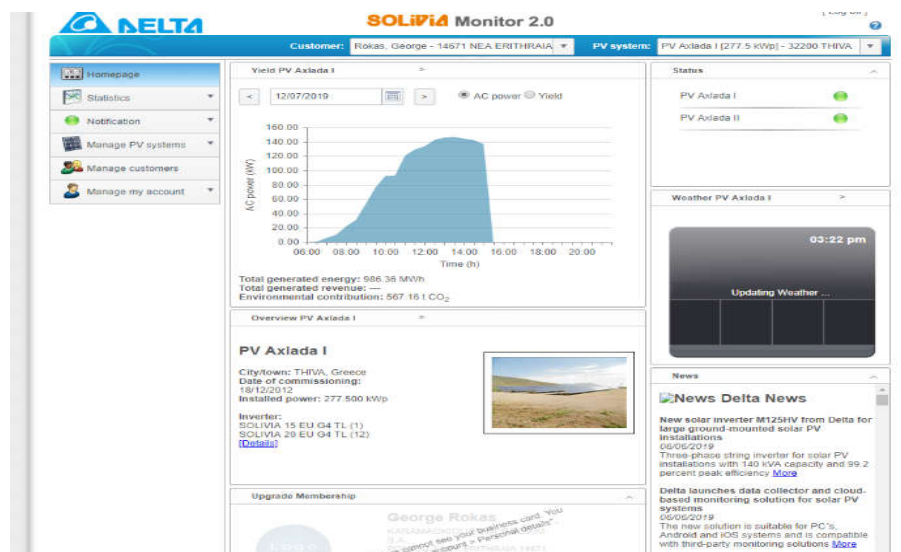 DELTA
SOLiViA Monitor 2.0
[ Log Off ]
Customer: Rokas, George - 14671 NEA ERITHRAIA
PV system: PV Axlada I [277.5 kWp] - 32200 THIVA
Homepage
Statistics
Notification
Manage PV systems
Manage customers
Manage my account
Yield PV Axlada I >
< 12/07/2019 > AC power Yield
160.00
140.00
120.00
100.00
80.00
60.00
40.00
20.00
0.00
AC power (kW)
06:00 08:00 10:00 12:00 14:00 16:00 18:00 20:00
Time (h)
Total generated energy: 986.36 MWh
Total generated revenue: —
Environmental contribution: 567.16 t CO2
Overview PV Axlada I >
PV Axlada I
City/town: THIVA, Greece
Date of commissioning:
18/12/2012
Installed power: 277.500 kWp
Inverter:
SOLIVIA 15 EU G4 TL (1)
SOLIVIA 20 EU G4 TL (12)
[Details]
Upgrade Membership
George Rokas
Status
PV Axlada I
PV Axlada II
Weather PV Axlada I >
03:22 pm
Updating Weather ...
News
News Delta News
New solar inverter M125HV from Delta for
large ground-mounted solar PV
installations
06/06/2019
Three-phase string inverter for solar PV
installations with 140 kVA capacity and 99.2
percent peak efficiency More
Delta launches data collector and cloud-
based monitoring solution for solar PV
systems
06/06/2019
The new solution is suitable for PC's,
Android and iOS systems and is compatible
with third-party monitoring solutions More